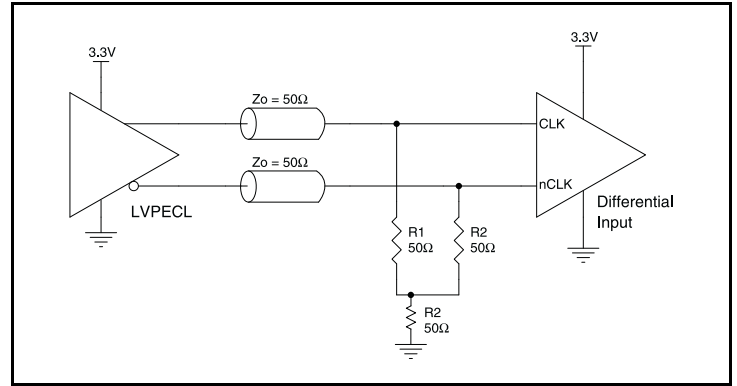 3.3V
3.3V
Zo = 50Ω
CLK
Zo = 50Ω
nCLK
LVPECL
Differential
Input
R1
50Ω
R2
50Ω
R2
50Ω